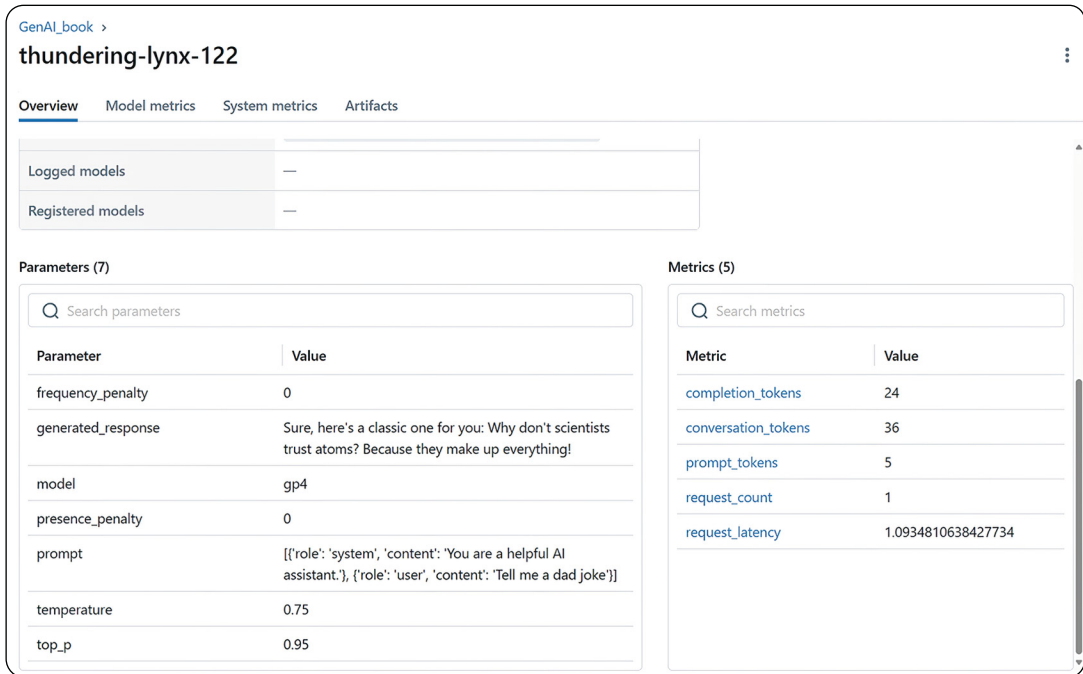 GenAI_book >
thundering-lynx-122
Overview Model metrics System metrics Artifacts
Logged models —
Registered models —
Parameters (7)
Search parameters
Parameter Value
frequency_penalty 0
generated_response Sure, here's a classic one for you: Why don't scientists
trust atoms? Because they make up everything!
model gp4
presence_penalty 0
prompt [{'role': 'system', 'content': 'You are a helpful AI
assistant.'}, {'role': 'user', 'content': 'Tell me a dad joke'}]
temperature 0.75
top_p 0.95
Metrics (5)
Search metrics
Metric Value
completion_tokens 24
conversation_tokens 36
prompt_tokens 5
request_count 1
request_latency 1.0934810638427734